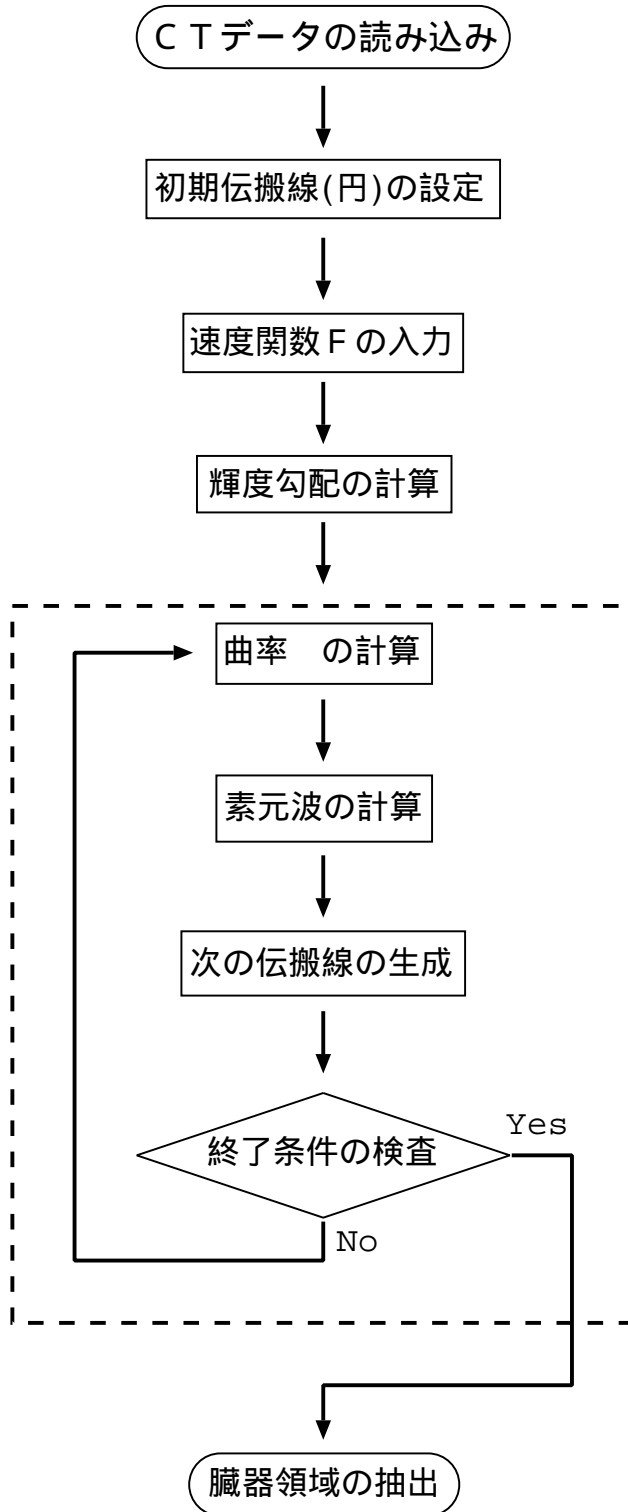 ＣＴデータの読み込み
初期伝搬線(円)の設定
速度関数Ｆの入力
輝度勾配の計算
曲率　の計算
素元波の計算
次の伝搬線の生成
終了条件の検査
Yes
No
臓器領域の抽出